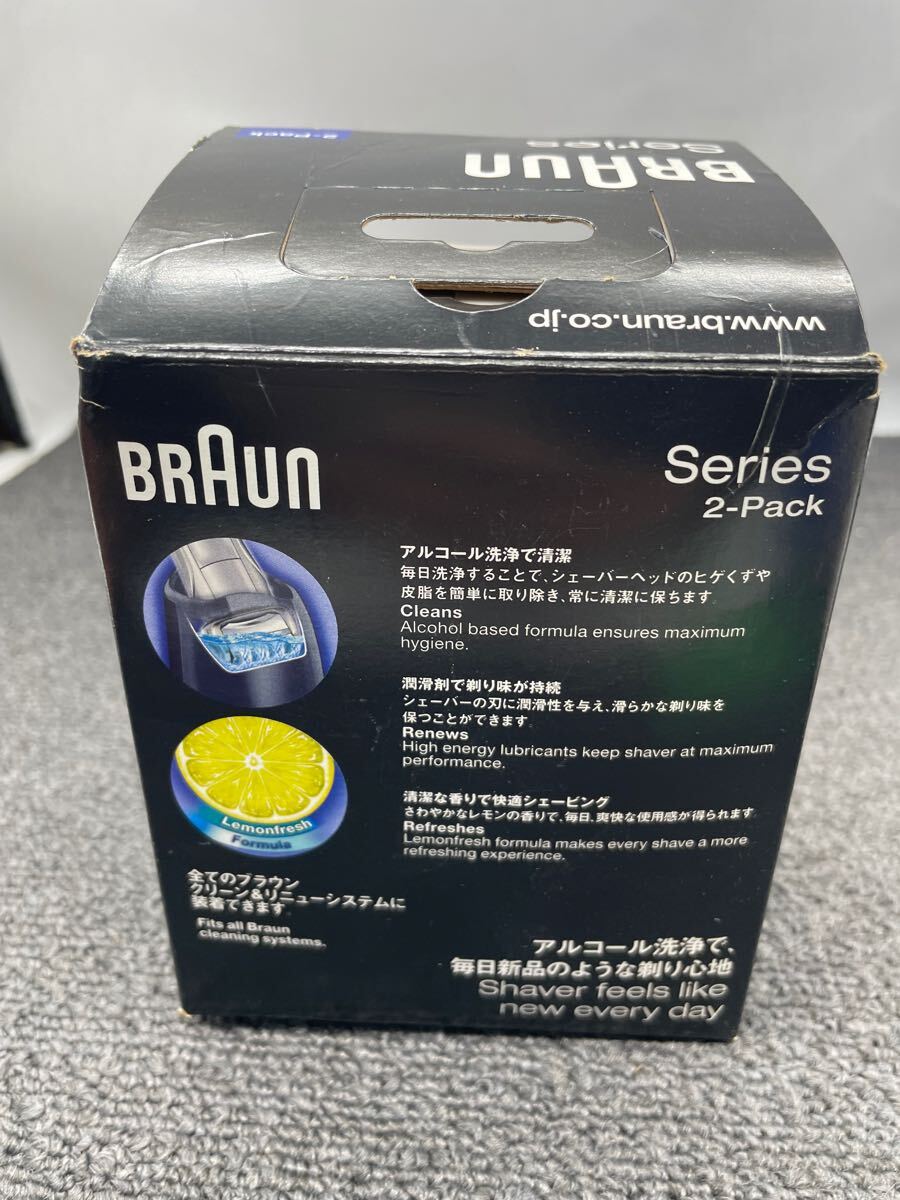 2-Pack
BRAUN
Series
www.braun.co.jp
BRAUN
Series
2-Pack
アルコール洗浄で清潔
毎日洗浄することで、シェーバーヘッドのヒゲくずや
皮脂を簡単に取り除き、常に清潔に保ちます
Cleans
Alcohol based formula ensures maximum
hygiene.
潤滑剤で剃り味が持続
シェーバーの刃に潤滑性を与え、滑らかな剃り味を
保つことができます
Renews
High energy lubricants keep shaver at maximum
performance.
清潔な香りで快適シェービング
さわやかなレモンの香りで、毎日、爽快な使用感が得られます
Refreshes
Lemonfresh formula makes every shave a more
refreshing experience.
Lemonfresh
Formula
全てのブラウン
クリーン&リニューシステムに
装着できます
Fits all Braun
cleaning systems.
アルコール洗浄で、
毎日新品のような剃り心地
Shaver feels like
new every day